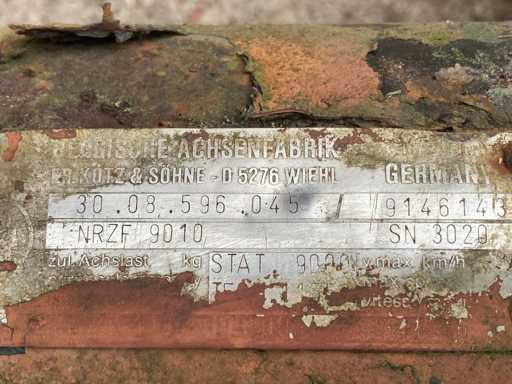 BERGISCHE ACHSENFABRIK
FR. KOTZ & SÖHNE - D 5276 WIEHL GERMANY
30.08.596.045 / 9146143
NRZF 9010 SN 3020
zul. Achslast kg STAT 9000 v.max km/h